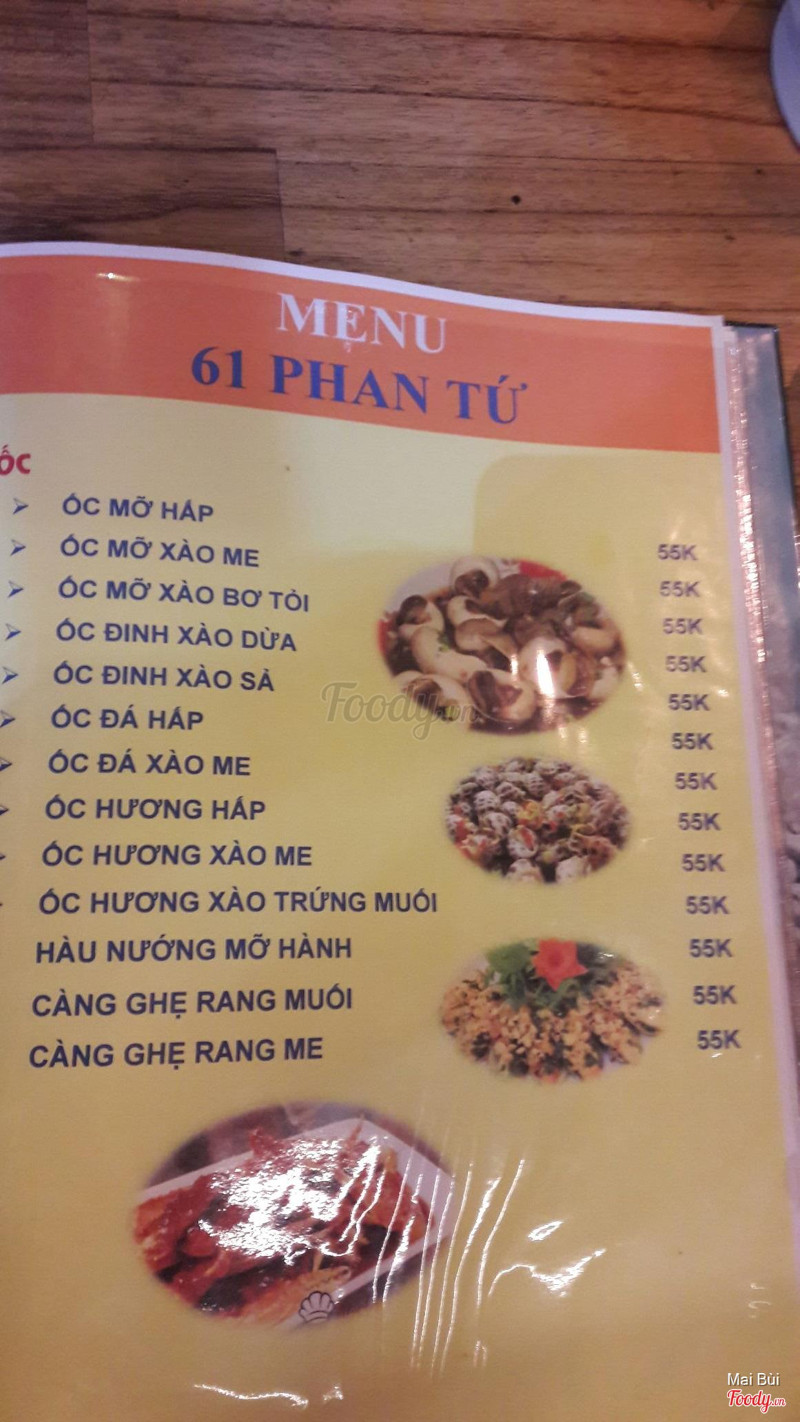 MENU
61 PHAN TỨ
ỐC
ỐC MỠ HẤP 55K
ỐC MỠ XÀO ME 55K
ỐC MỠ XÀO BƠ TỎI 55K
ỐC ĐINH XÀO DỪA 55K
ỐC ĐINH XÀO SẢ 55K
ỐC ĐÁ HẤP 55K
ỐC ĐÁ XÀO ME 55K
ỐC HƯƠNG HẤP 55K
ỐC HƯƠNG XÀO ME 55K
ỐC HƯƠNG XÀO TRỨNG MUỐI 55K
HÀU NƯỚNG MỠ HÀNH 55K
CÀNG GHẸ RANG MUỐI 55K
CÀNG GHẸ RANG ME 55K
Foody.vn
Mai Bùi
Foody.vn